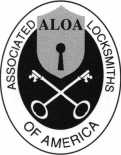 ALOA
ASSOCIATED LOCKSMITHS
OF AMERICA